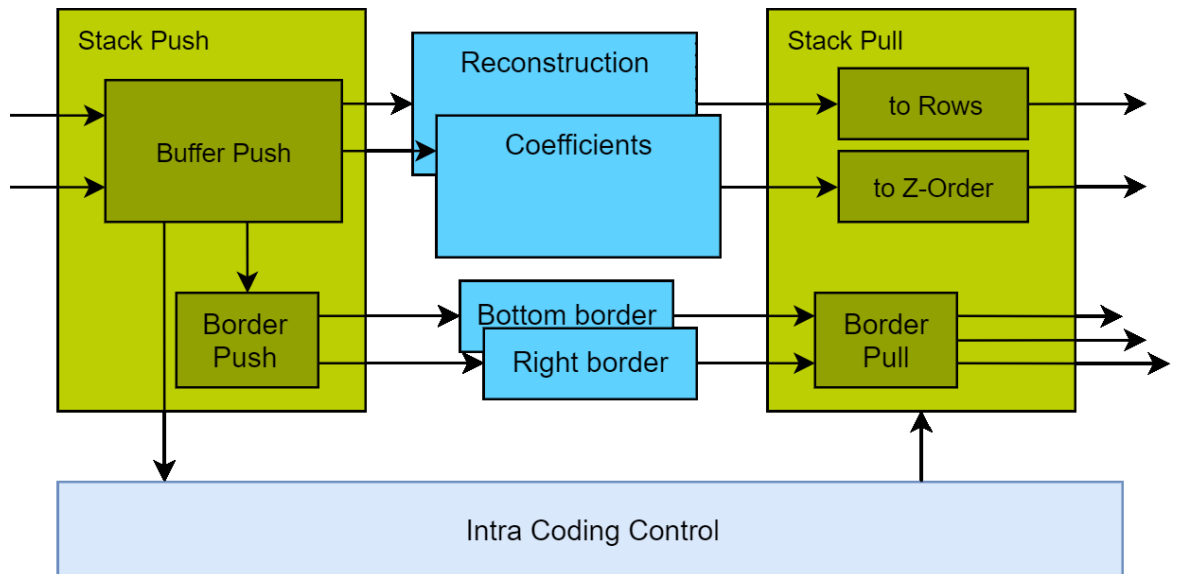 Stack Push
Buffer Push
Border
Push
Reconstruction
Coefficients
Bottom border
Right border
Stack Pull
to Rows
to Z-Order
Border
Pull
Intra Coding Control